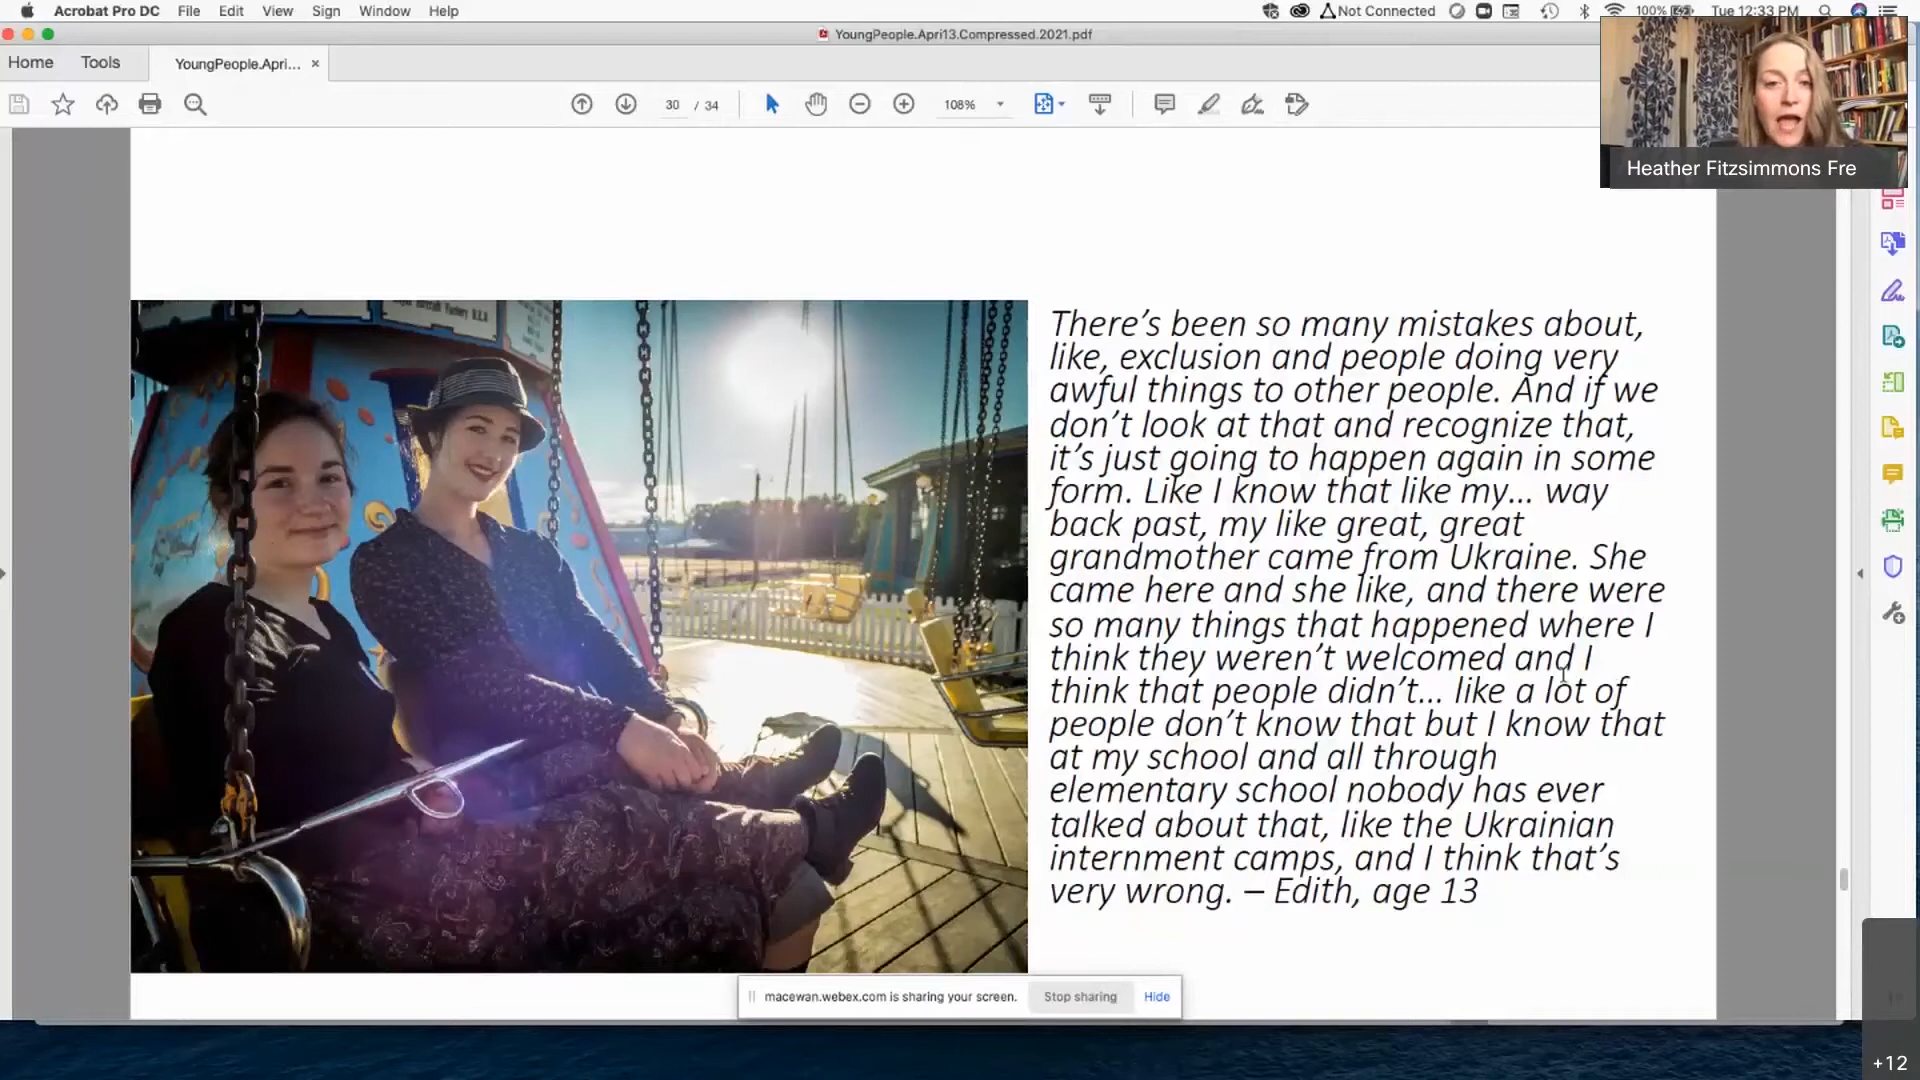 Acrobat Pro DC File Edit View Sign Window Help
Not Connected 100% Tue 12:33 PM
YoungPeople.Apri13.Compressed.2021.pdf
Home Tools YoungPeople.Apri... ×
30 / 34 108%
Heather Fitzsimmons Fre
Aircraft Factory U.S.A
There's been so many mistakes about,
like, exclusion and people doing very
awful things to other people. And if we
don't look at that and recognize that,
it's just going to happen again in some
form. Like I know that like my... way
back past, my like great, great
grandmother came from Ukraine. She
came here and she like, and there were
so many things that happened where I
think they weren't welcomed and I
think that people didn't... like a lot of
people don't know that but I know that
at my school and all through
elementary school nobody has ever
talked about that, like the Ukrainian
internment camps, and I think that's
very wrong. – Edith, age 13
macewan.webex.com is sharing your screen. Stop sharing Hide
+12